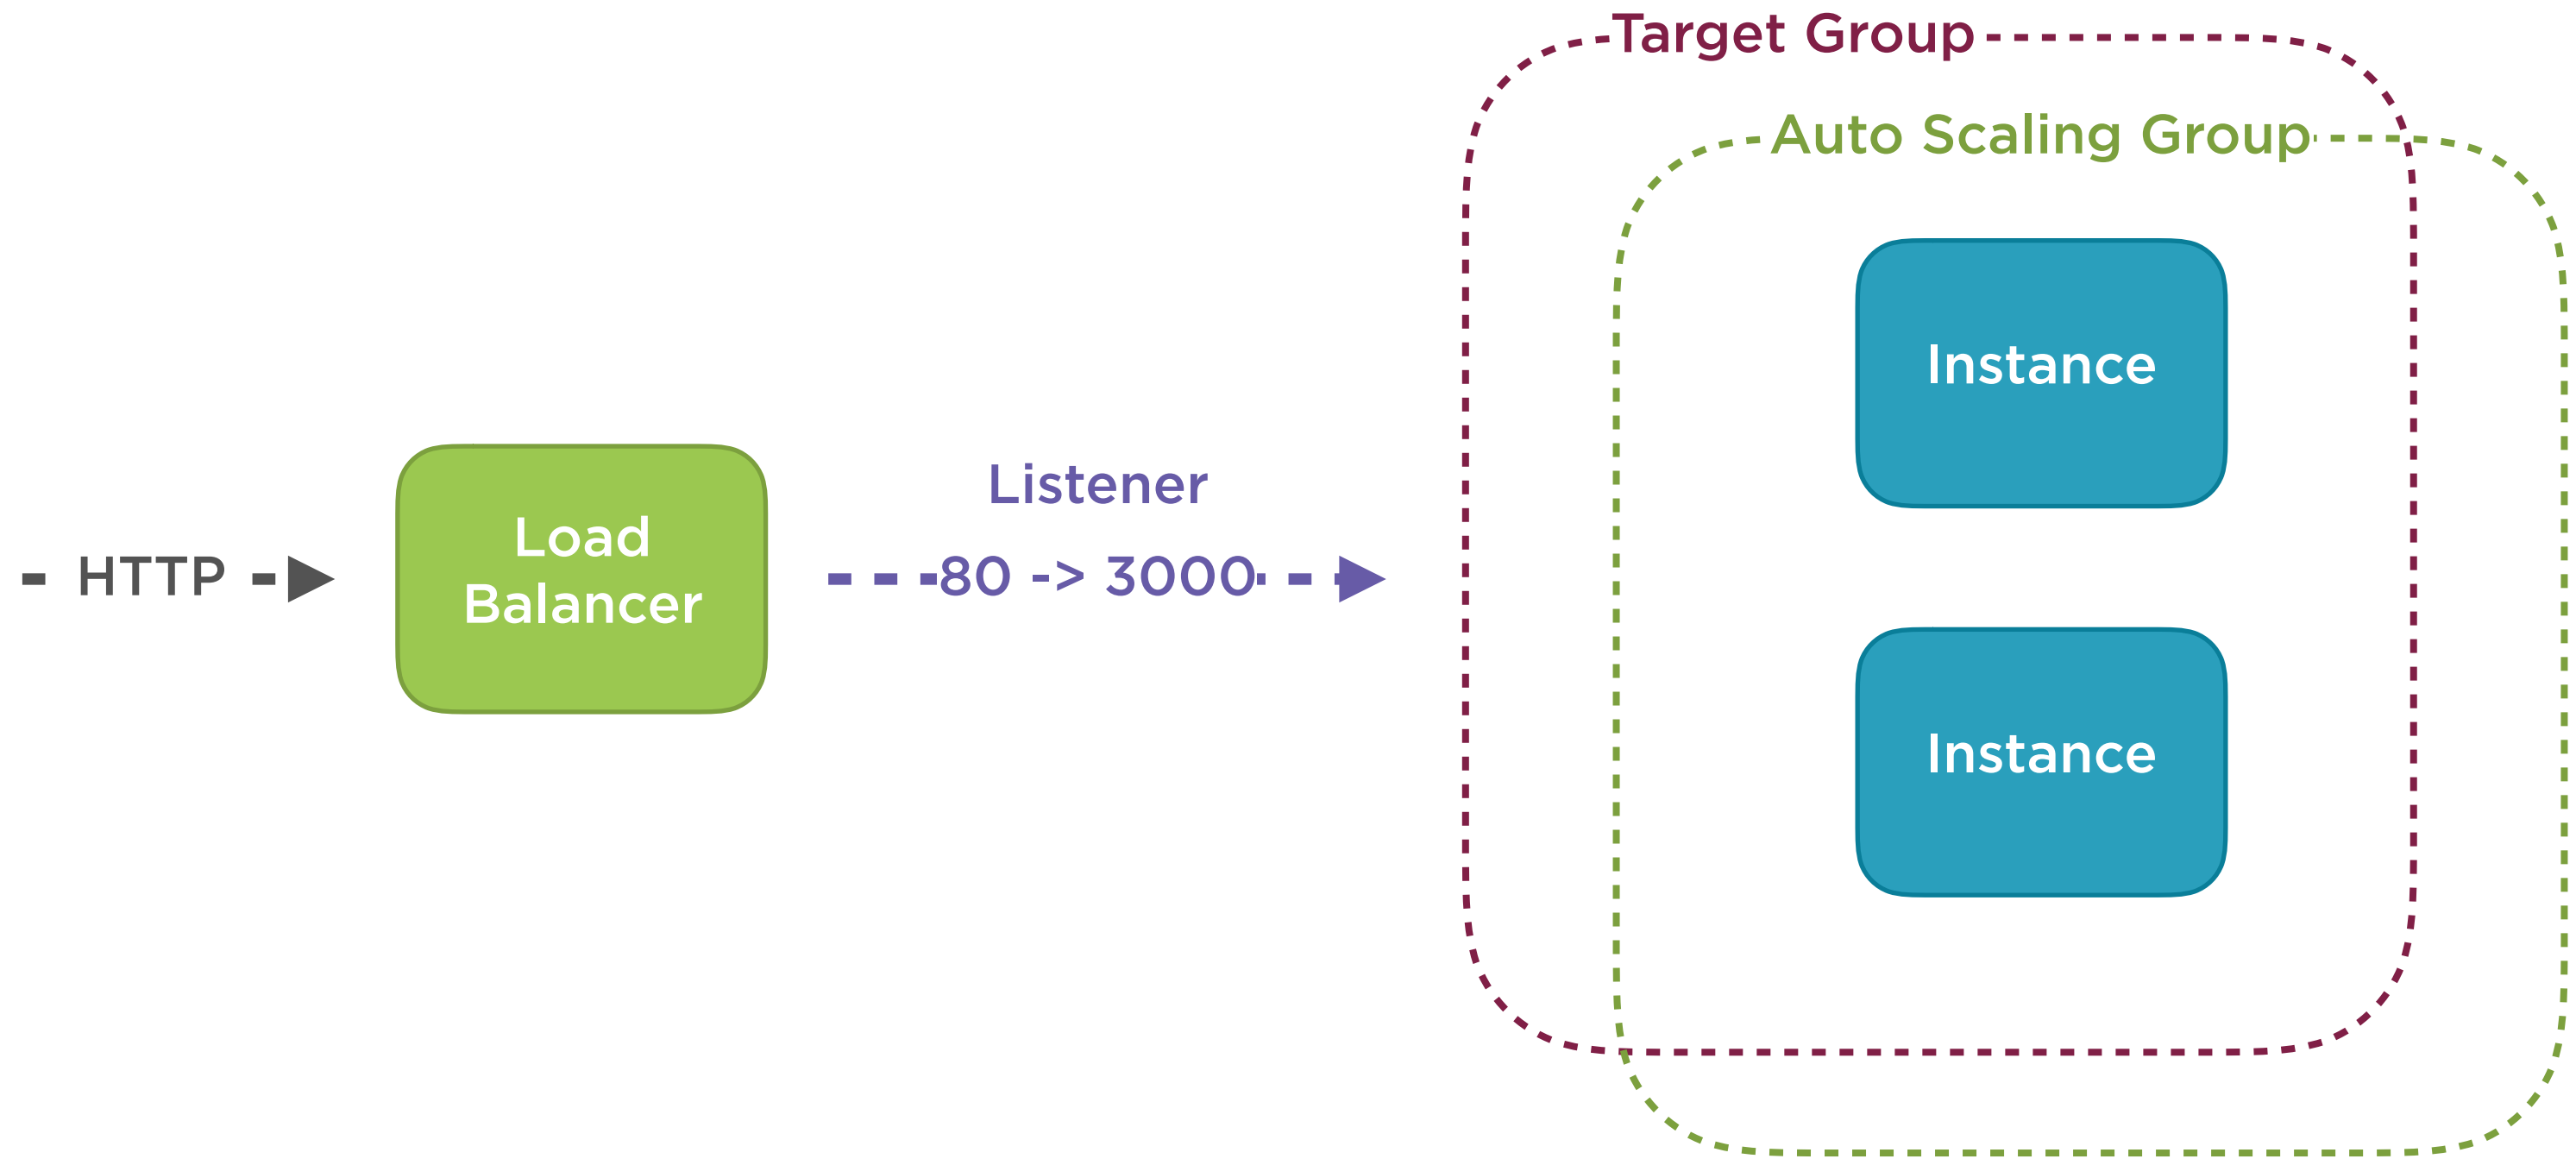 Target Group
Auto Scaling Group
Instance
Listener
Load
Balancer
HTTP
80 -> 3000
Instance